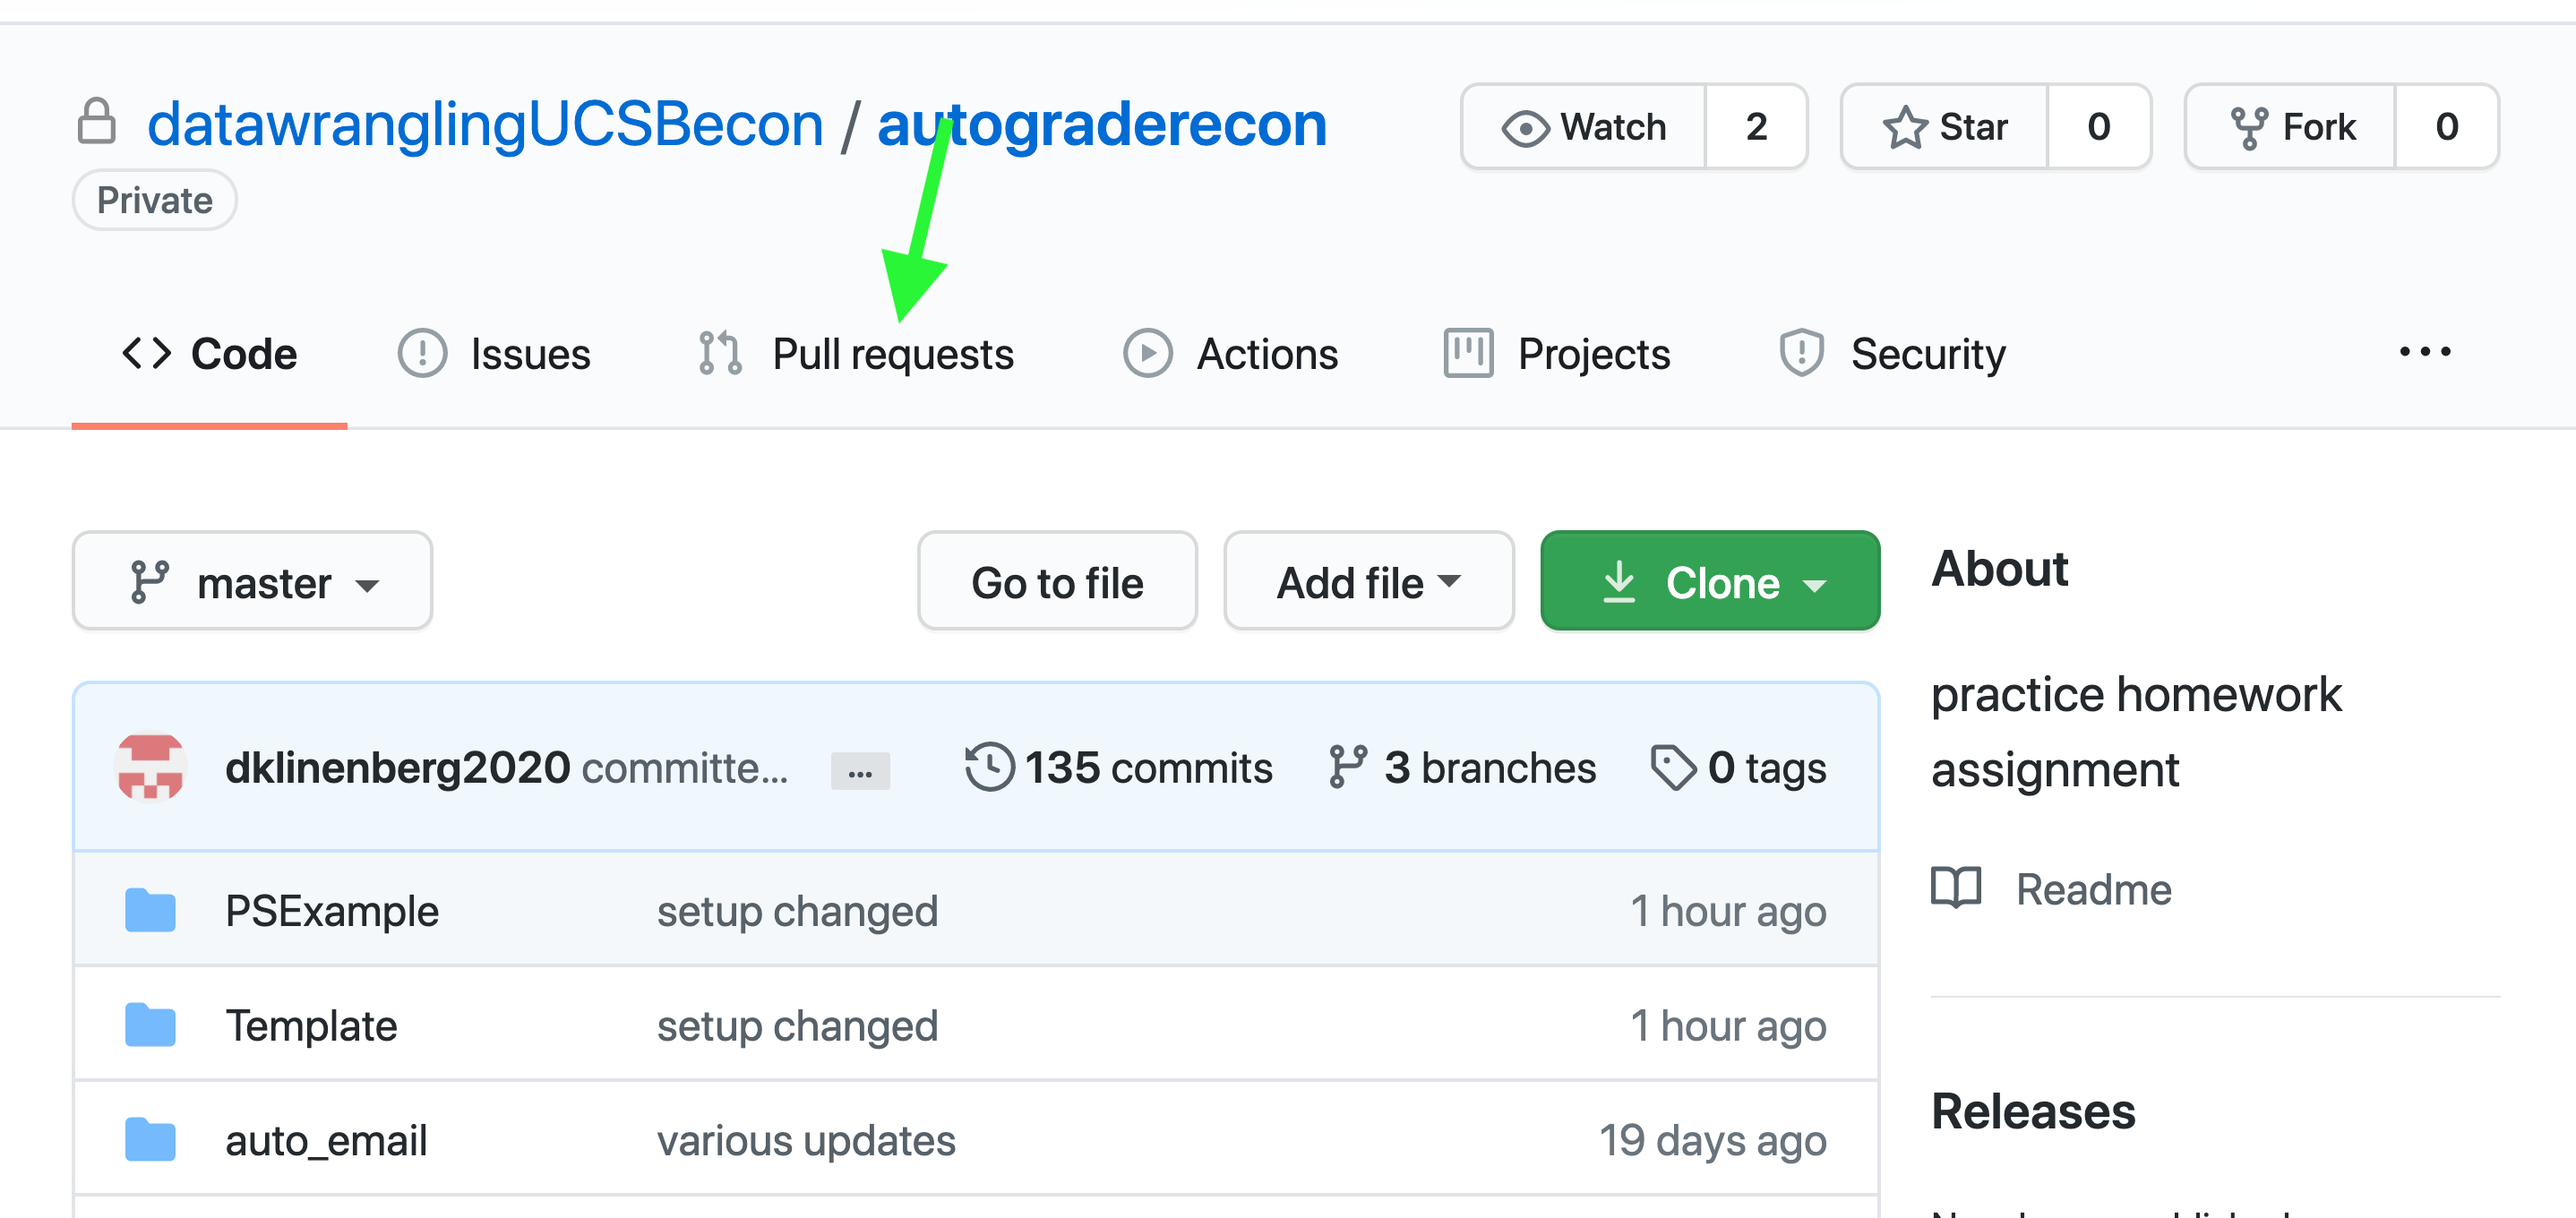 datawranglingUCSBecon / autograderecon
Watch 2 Star 0 Fork 0
Private
Code Issues Pull requests Actions Projects Security ...
master Go to file Add file Clone
About
practice homework
assignment
dklinenberg2020 committe... ... 135 commits 3 branches 0 tags
PSExample setup changed 1 hour ago
Readme
Template setup changed 1 hour ago
Releases
auto_email various updates 19 days ago